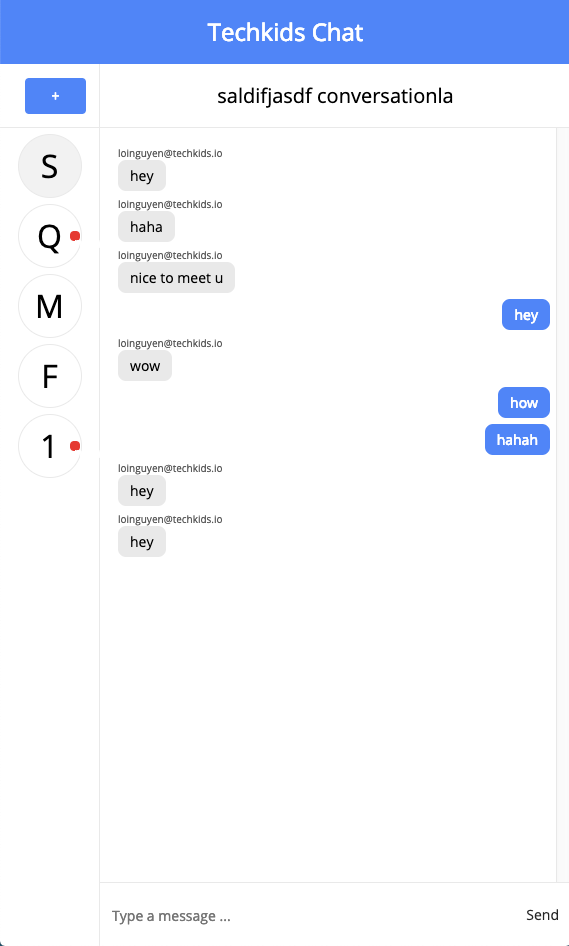 Techkids Chat
+
saldifjasdf conversationla
S
Q
M
F
1
loinguyen@techkids.io
hey
loinguyen@techkids.io
haha
loinguyen@techkids.io
nice to meet u
hey
loinguyen@techkids.io
wow
how
hahah
loinguyen@techkids.io
hey
loinguyen@techkids.io
hey
Type a message ...
Send